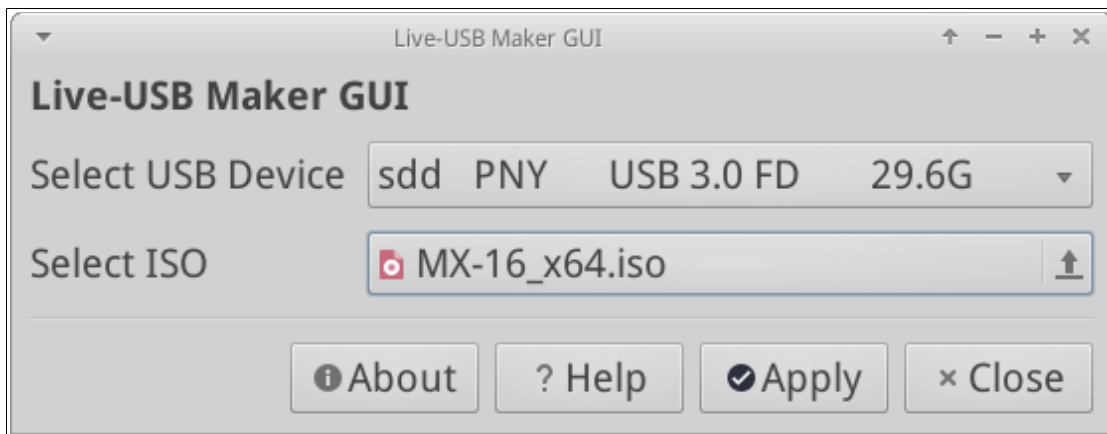 Live-USB Maker GUI
Live-USB Maker GUI
Select USB Device sdd PNY USB 3.0 FD 29.6G
Select ISO MX-16_x64.iso
About ? Help Apply × Close